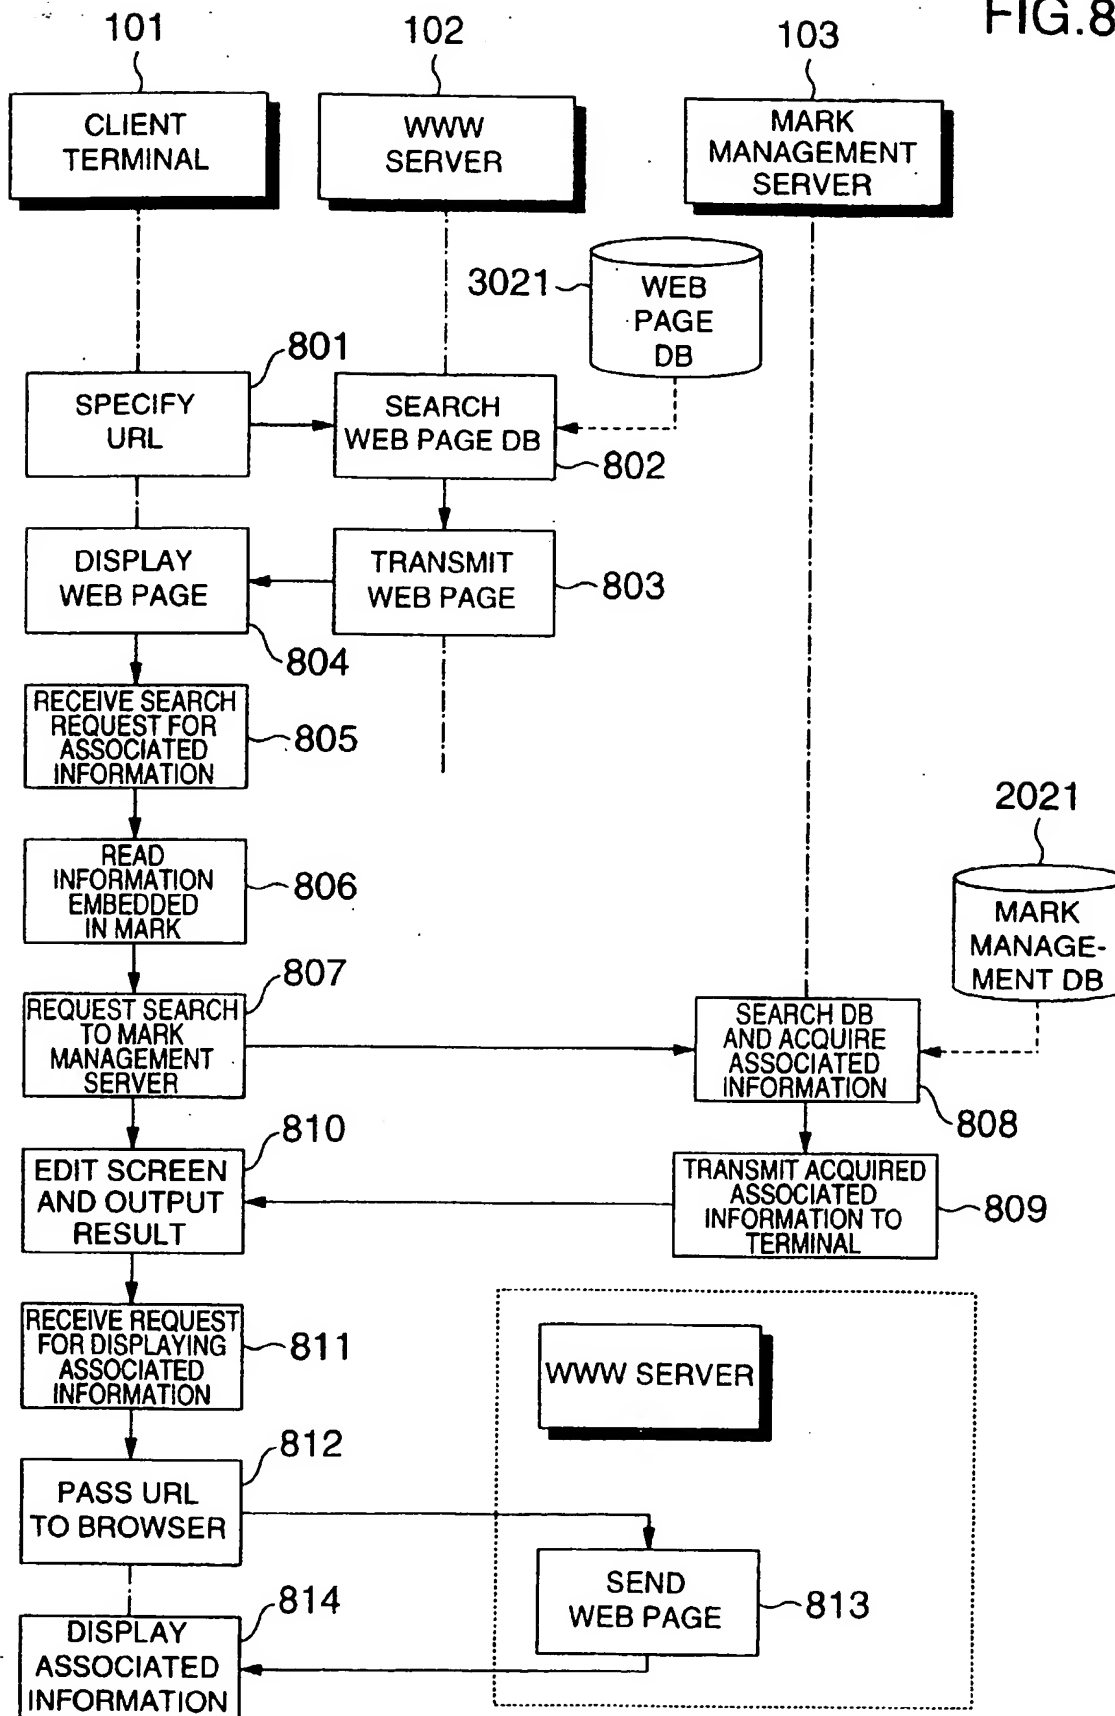 FIG.8
101
102
103
CLIENT
TERMINAL
WWW
SERVER
MARK
MANAGEMENT
SERVER
3021
WEB
PAGE
DB
801
SPECIFY
URL
SEARCH
WEB PAGE DB
802
DISPLAY
WEB PAGE
804
TRANSMIT
WEB PAGE
803
RECEIVE SEARCH
REQUEST FOR
ASSOCIATED
INFORMATION
805
READ
INFORMATION
EMBEDDED
IN MARK
806
2021
MARK
MANAGE-
MENT DB
807
REQUEST SEARCH
TO MARK
MANAGEMENT
SERVER
SEARCH DB
AND ACQUIRE
ASSOCIATED
INFORMATION
808
810
EDIT SCREEN
AND OUTPUT
RESULT
TRANSMIT ACQUIRED
ASSOCIATED
INFORMATION TO
TERMINAL
809
RECEIVE REQUEST
FOR DISPLAYING
ASSOCIATED
INFORMATION
811
WWW SERVER
812
PASS URL
TO BROWSER
SEND
WEB PAGE
813
814
DISPLAY
ASSOCIATED
INFORMATION